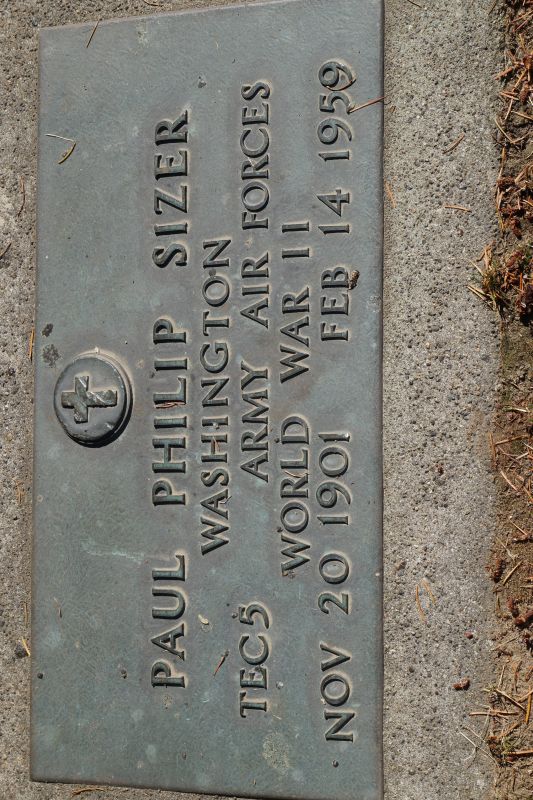 PAUL PHILIP SIZER
WASHINGTON
TEC5 ARMY AIR FORCES
WORLD WAR II
NOV 20 1901 FEB 14 1959